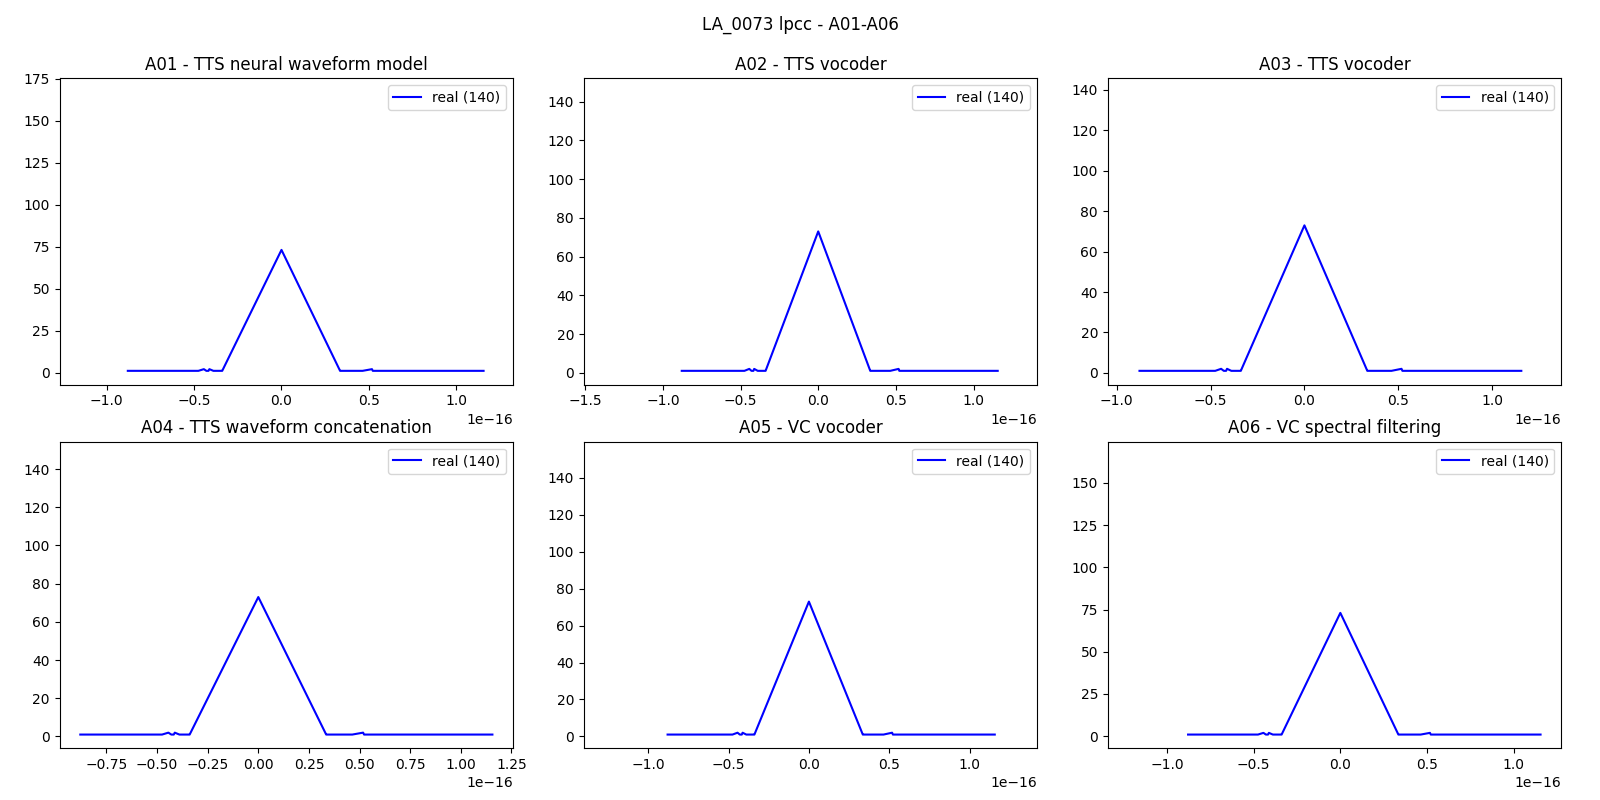 LA_0073 lpcc - A01-A06
A01 - TTS neural waveform model
A02 - TTS vocoder
A03 - TTS vocoder
175
150
125
100
75
50
25
0
real (140)
−1.0 −0.5 0.0 0.5 1.0
1e−16
140
120
100
80
60
40
20
0
real (140)
−1.5 −1.0 −0.5 0.0 0.5 1.0
1e−16
140
120
100
80
60
40
20
0
real (140)
−1.0 −0.5 0.0 0.5 1.0
1e−16
A04 - TTS waveform concatenation
A05 - VC vocoder
A06 - VC spectral filtering
140
120
100
80
60
40
20
0
real (140)
−0.75 −0.50 −0.25 0.00 0.25 0.50 0.75 1.00 1.25
1e−16
140
120
100
80
60
40
20
0
real (140)
−1.0 −0.5 0.0 0.5 1.0
1e−16
150
125
100
75
50
25
0
real (140)
−1.0 −0.5 0.0 0.5 1.0
1e−16